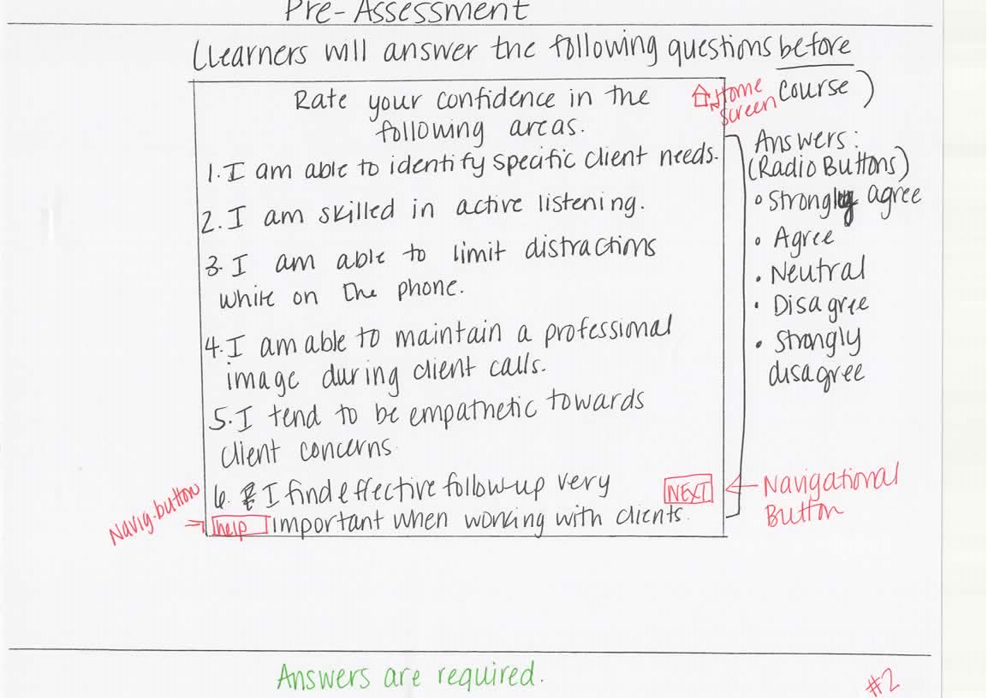 Pre-Assessment
(Learners will answer the following questions before course)
Rate your confidence in the
following areas.
Home
screen
1. I am able to identify specific client needs.
2. I am skilled in active listening.
3. I am able to limit distractions
while on the phone.
4. I am able to maintain a professional
image during client calls.
5. I tend to be empathetic towards
client concerns.
6. I find effective follow-up very
important when working with clients.
Answers:
(Radio Buttons)
Strongly agree
Agree
Neutral
Disagree
Strongly
disagree
NEXT
Navigational
Button
Navig-button
help
Answers are required.
#2